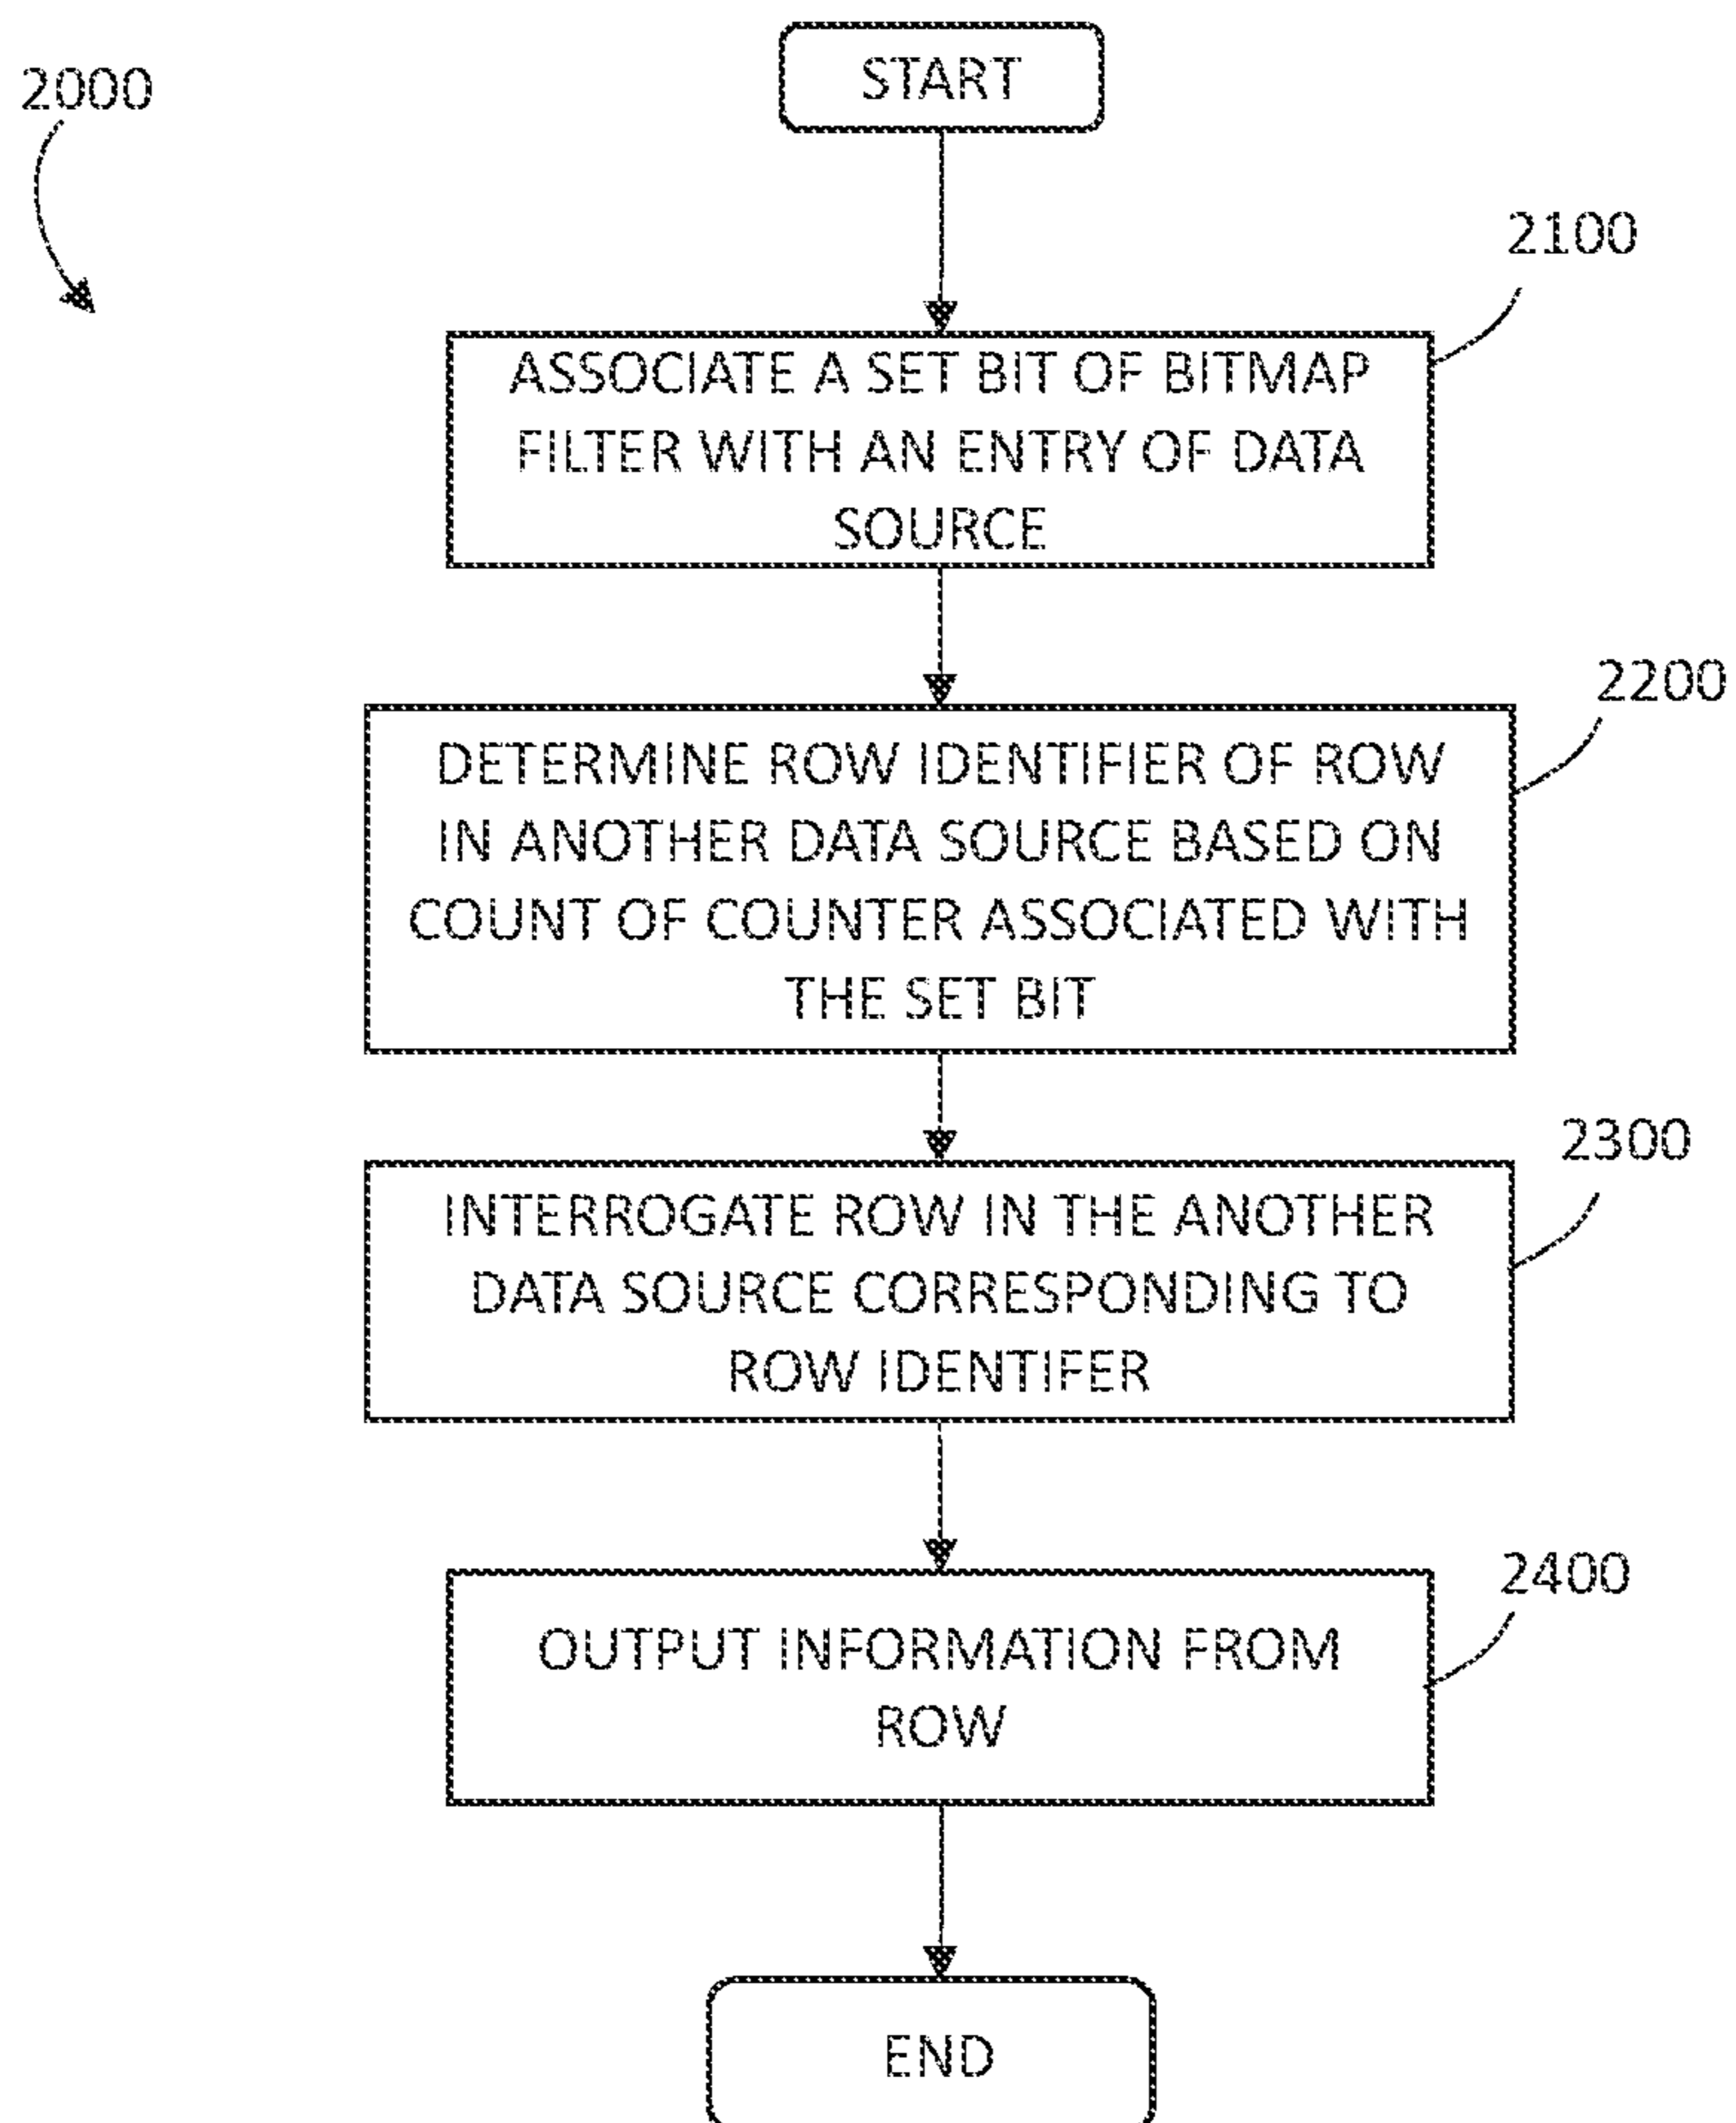 START
2000
2100
ASSOCIATE A SET BIT OF BITMAP
FILTER WITH AN ENTRY OF DATA
SOURCE
2200
DETERMINE ROW IDENTIFIER OF ROW
IN ANOTHER DATA SOURCE BASED ON
COUNT OF COUNTER ASSOCIATED WITH
THE SET BIT
2300
INTERROGATE ROW IN THE ANOTHER
DATA SOURCE CORRESPONDING TO
ROW IDENTIFER
2400
OUTPUT INFORMATION FROM
ROW
END